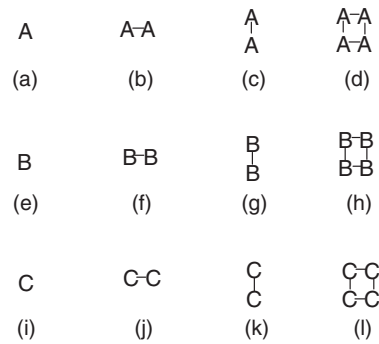 A A–A A A–A
A A–A
(a) (b) (c) (d)
B B–B B B–B
B B–B
(e) (f) (g) (h)
C C–C C C–C
C C–C
(i) (j) (k) (l)